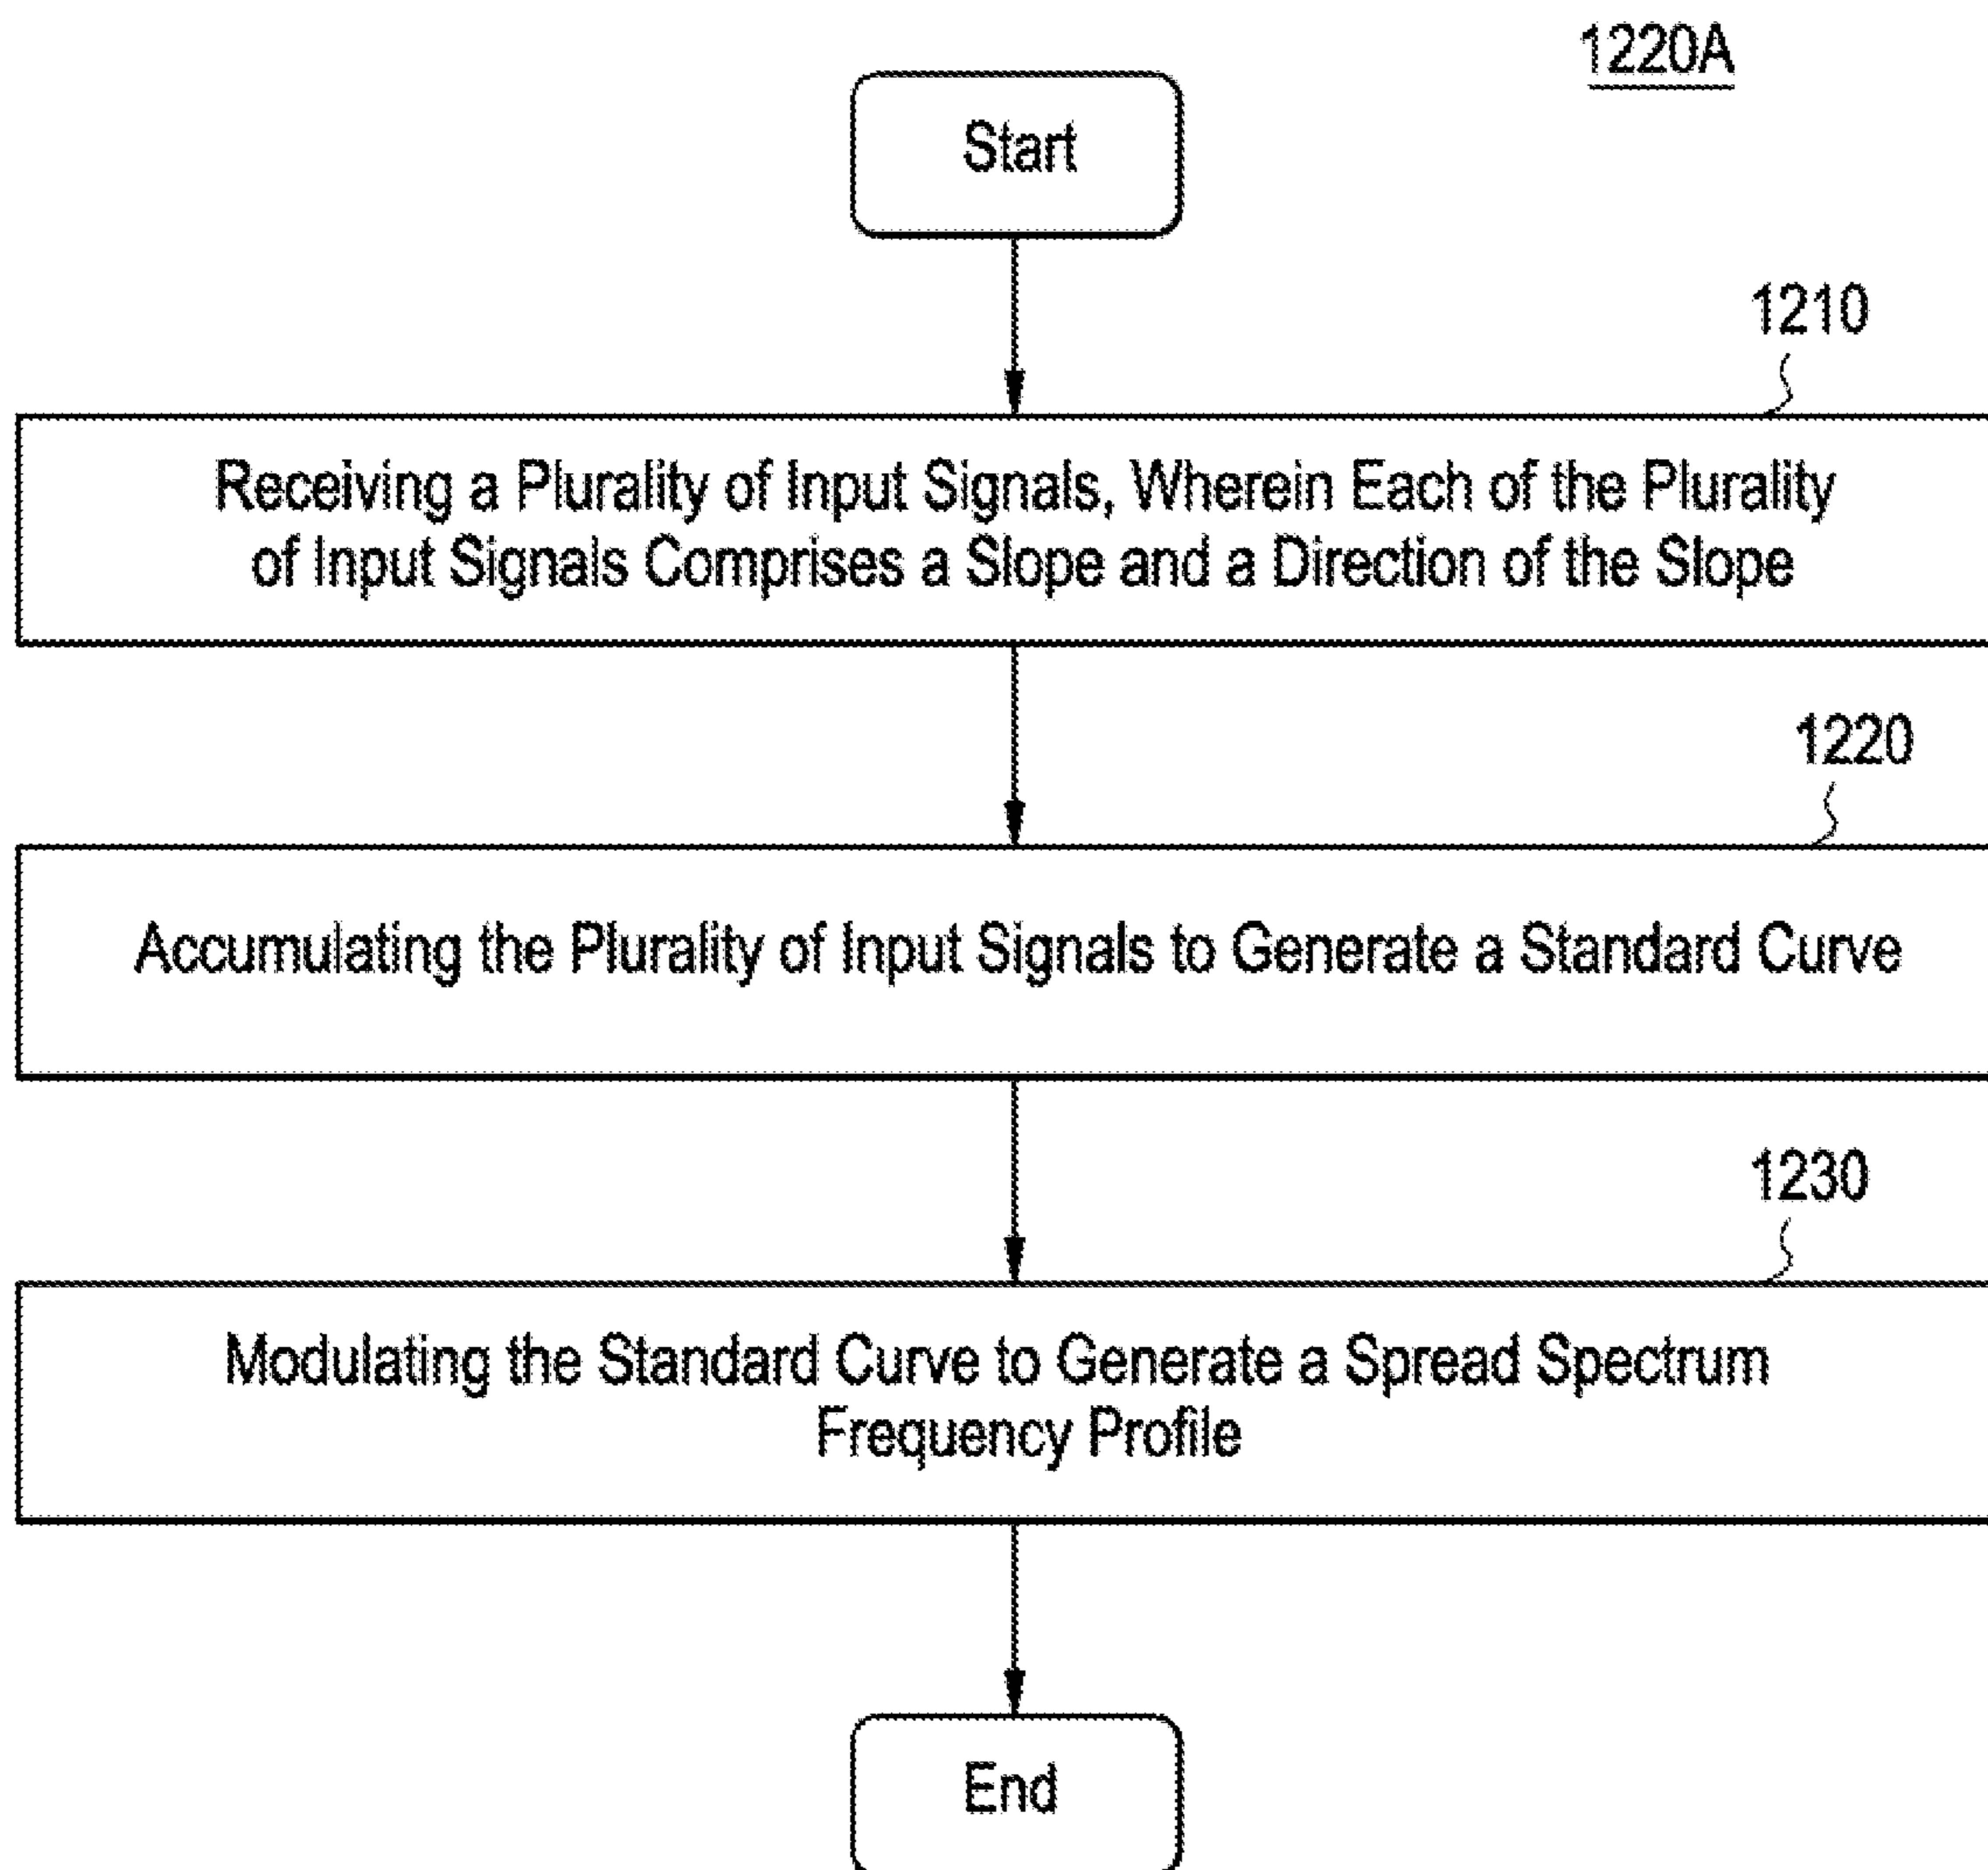 1220A
Start
1210
Receiving a Plurality of Input Signals, Wherein Each of the Plurality
of Input Signals Comprises a Slope and a Direction of the Slope
1220
Accumulating the Plurality of Input Signals to Generate a Standard Curve
1230
Modulating the Standard Curve to Generate a Spread Spectrum
Frequency Profile
End